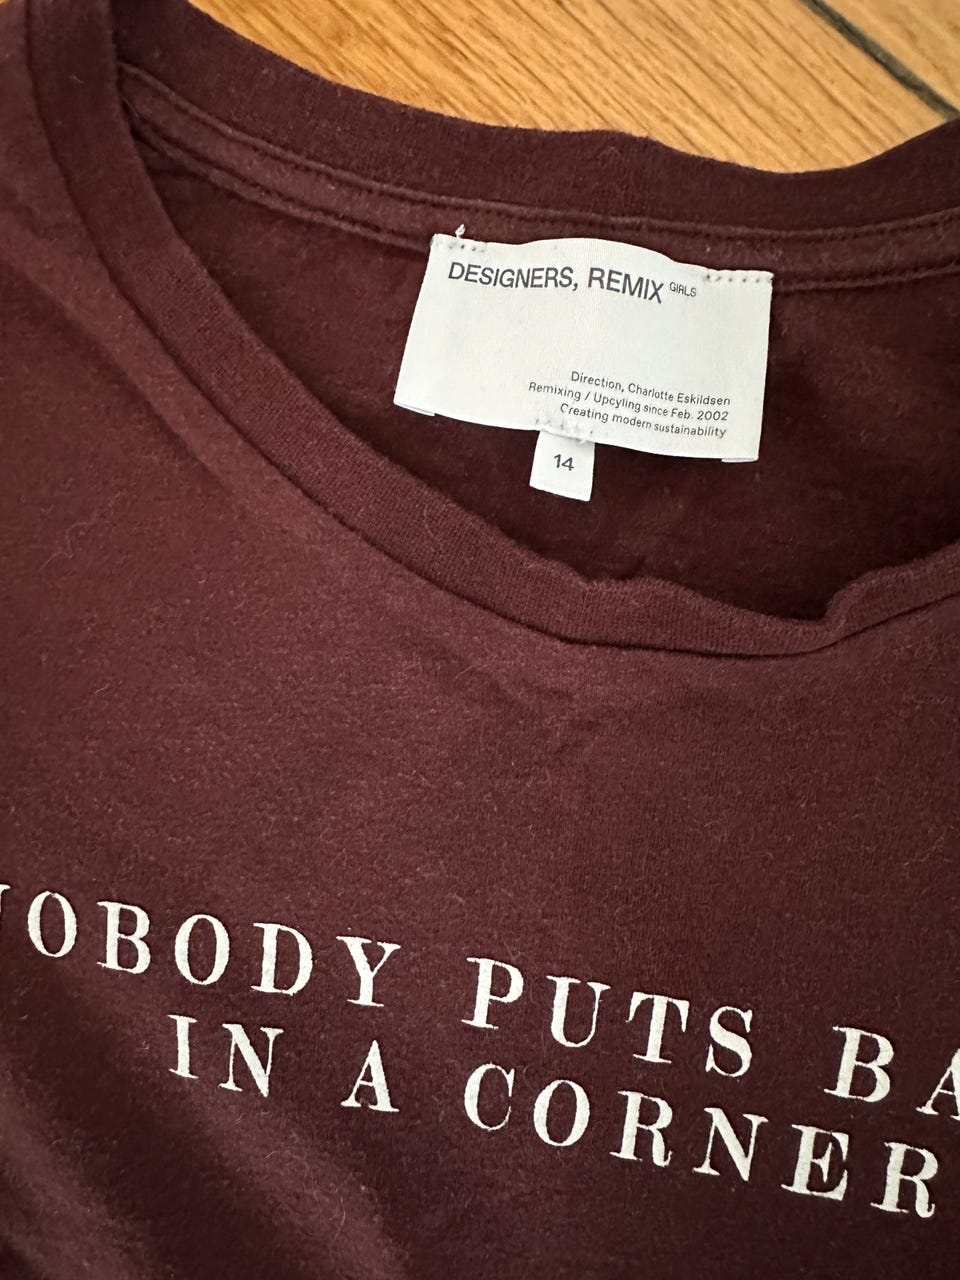 DESIGNERS, REMIX GIRLS
Direction, Charlotte Eskildsen
Remixing / Upcyling since Feb. 2002
Creating modern sustainability
14
NOBODY PUTS BA
IN A CORNER